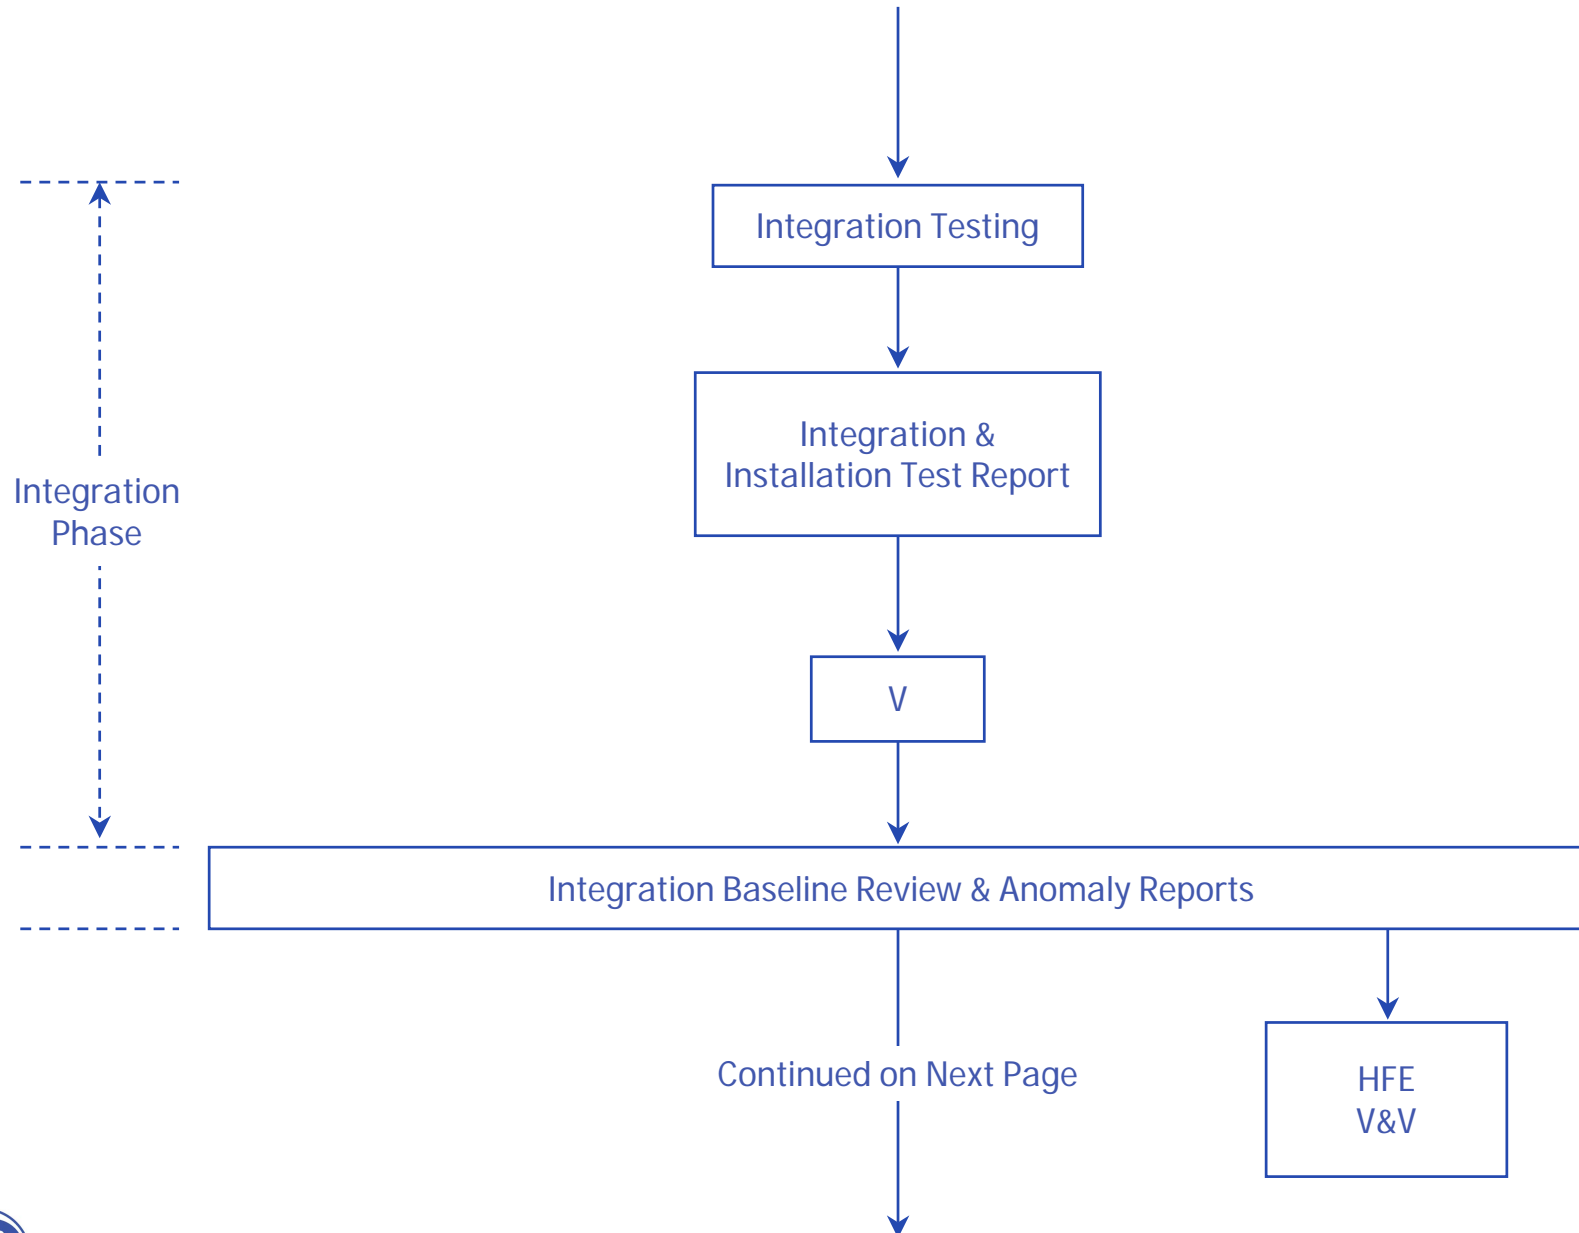 Integration Testing
Integration &
Installation Test Report
Integration
Phase
V
Integration Baseline Review & Anomaly Reports
Continued on Next Page
HFE
V&V